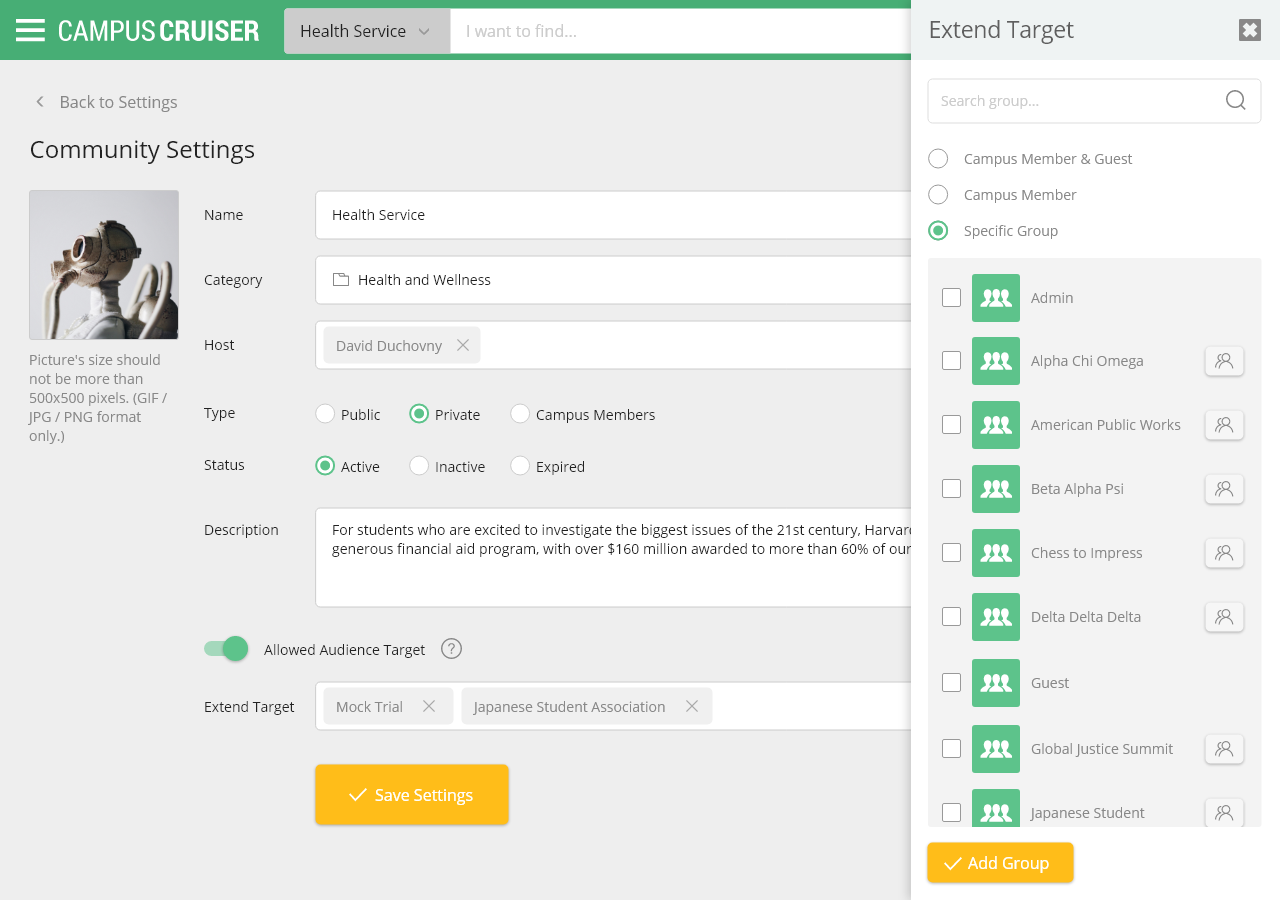 CAMPUS CRUISER
Health Service
I want to find...
Back to Settings
Community Settings
Picture's size should
not be more than
500x500 pixels. (GIF /
JPG / PNG format
only.)
Name
Health Service
Category
Health and Wellness
Host
David Duchovny
Type
Public
Private
Campus Members
Status
Active
Inactive
Expired
Description
For students who are excited to investigate the biggest issues of the 21st century, Harvard
generous financial aid program, with over $160 million awarded to more than 60% of our
Allowed Audience Target
?
Extend Target
Mock Trial
Japanese Student Association
Save Settings
Extend Target
Search group...
Campus Member & Guest
Campus Member
Specific Group
Admin
Alpha Chi Omega
American Public Works
Beta Alpha Psi
Chess to Impress
Delta Delta Delta
Guest
Global Justice Summit
Japanese Student
Add Group